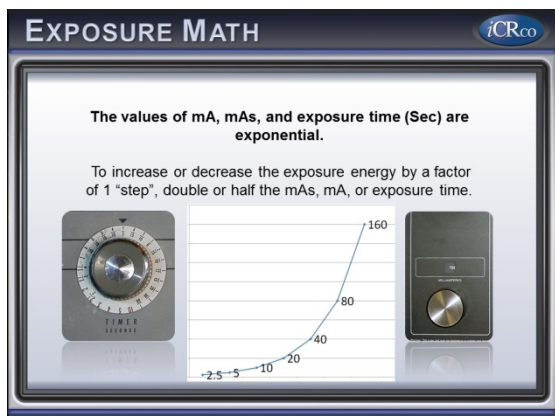 EXPOSURE MATH
iCRco
The values of mA, mAs, and exposure time (Sec) are
exponential.
To increase or decrease the exposure energy by a factor
of 1 “step”, double or half the mAs, mA, or exposure time.
160
80
40
20
10
5
2.5
TIMER
SECONDS